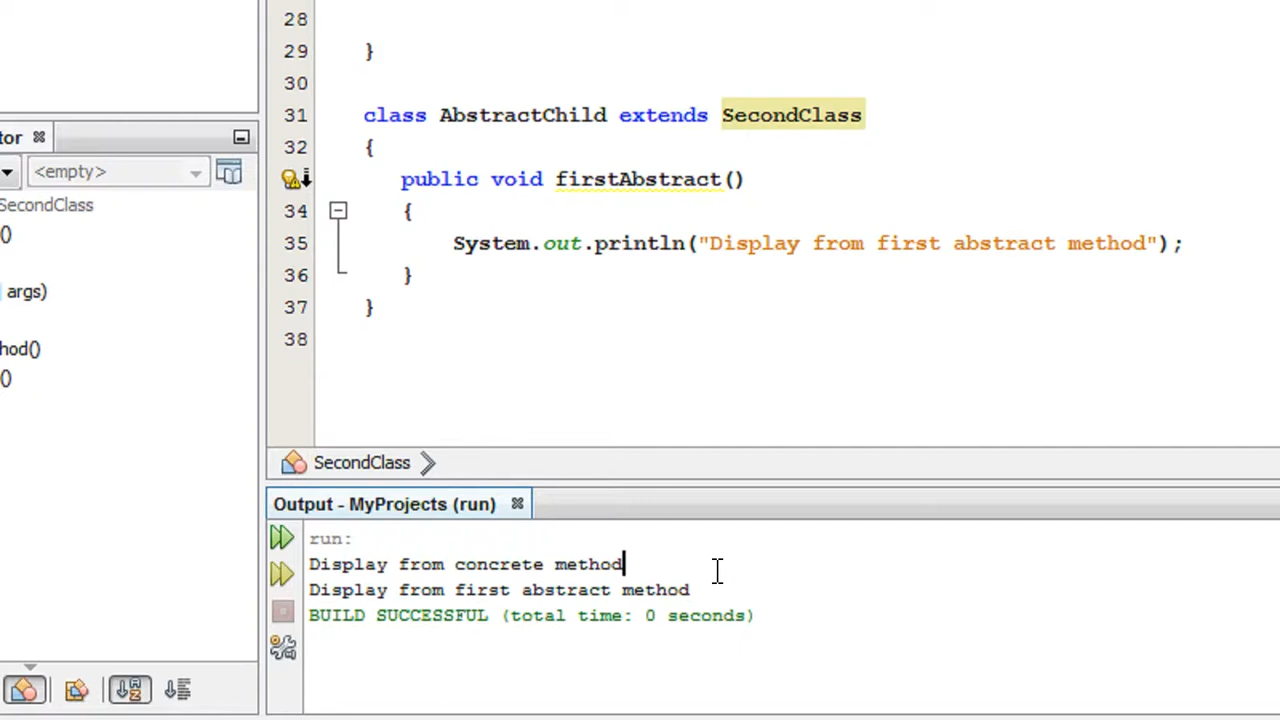 28
29 }
30
31 class AbstractChild extends SecondClass
32 {
public void firstAbstract()
34 {
35 System.out.println("Display from first abstract method");
36 }
37 }
38
tor
<empty>
SecondClass
()
args)
hod()
()
SecondClass
Output - MyProjects (run)
run:
Display from concrete method
Display from first abstract method
BUILD SUCCESSFUL (total time: 0 seconds)